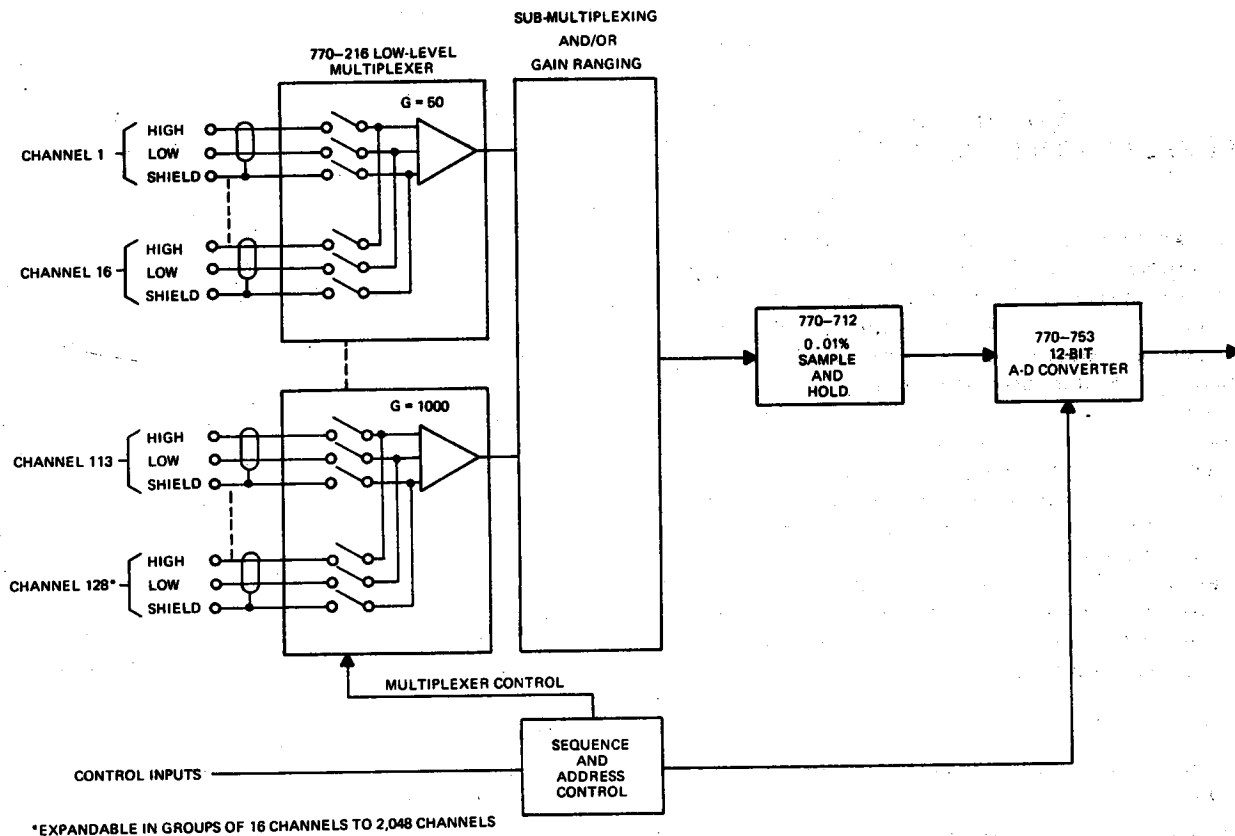 SUB-MULTIPLEXING
AND/OR
GAIN RANGING
770-216 LOW-LEVEL
MULTIPLEXER
G = 50
CHANNEL 1
HIGH
LOW
SHIELD
CHANNEL 16
HIGH
LOW
SHIELD
770-712
0.01%
SAMPLE
AND
HOLD
770-753
12-BIT
A-D CONVERTER
G = 1000
CHANNEL 113
HIGH
LOW
SHIELD
CHANNEL 128*
HIGH
LOW
SHIELD
MULTIPLEXER CONTROL
SEQUENCE
AND
ADDRESS
CONTROL
CONTROL INPUTS
*EXPANDABLE IN GROUPS OF 16 CHANNELS TO 2,048 CHANNELS